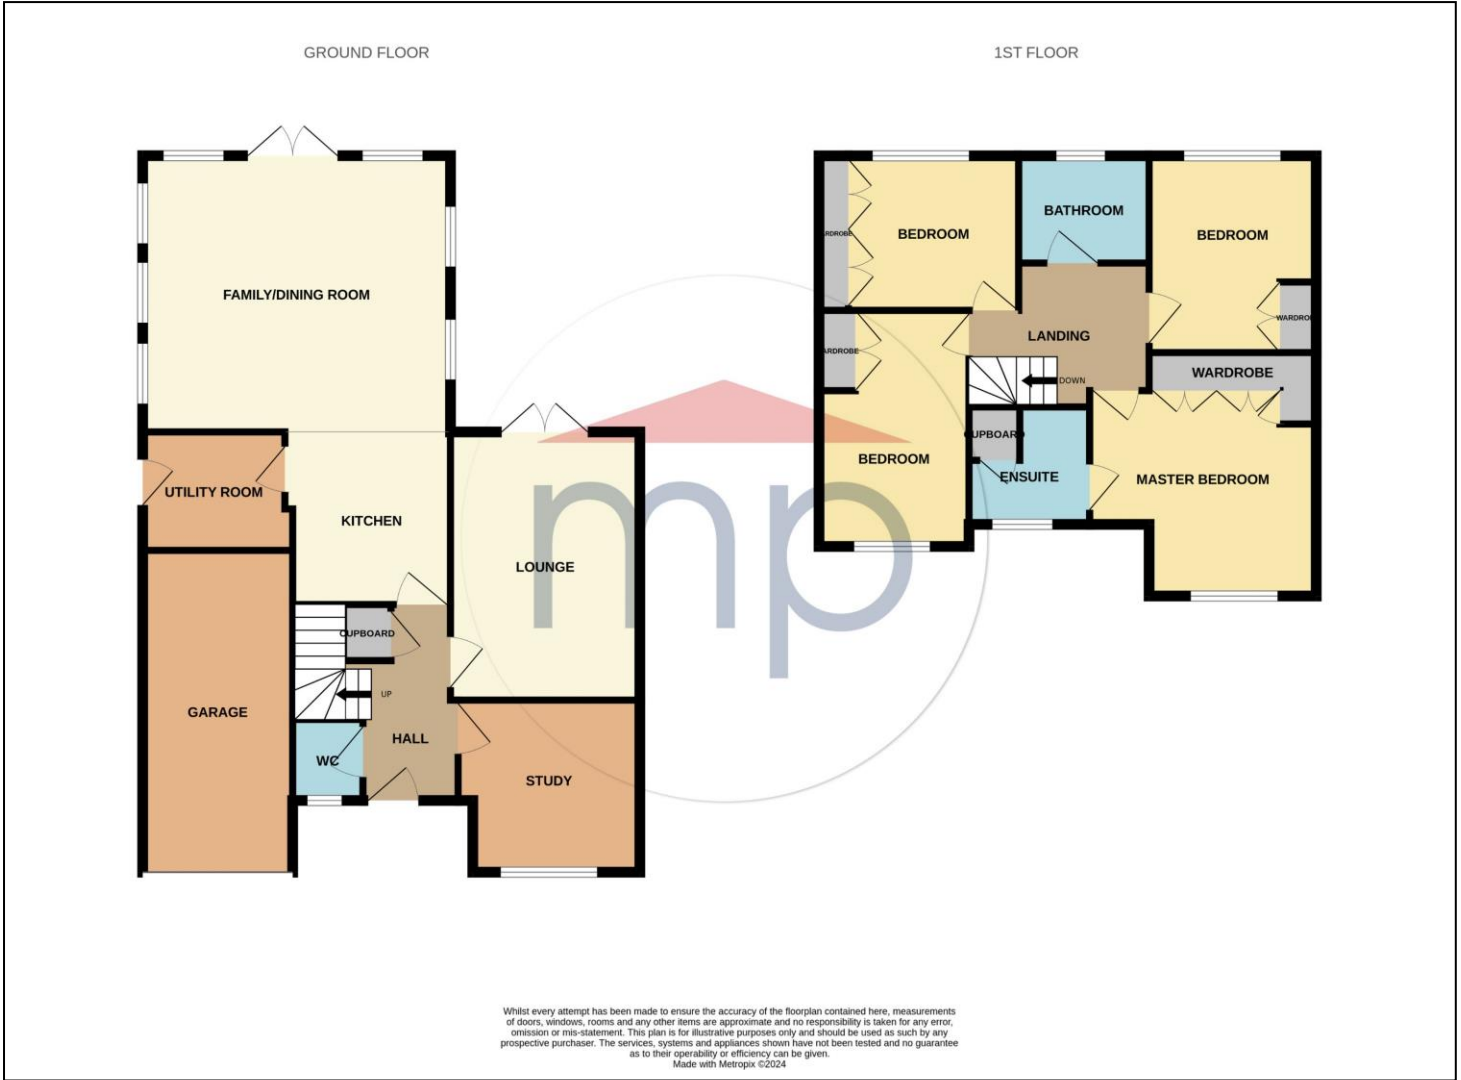 GROUND FLOOR
1ST FLOOR
FAMILY/DINING ROOM
UTILITY ROOM
KITCHEN
LOUNGE
CUPBOARD
UP
GARAGE
HALL
WC
STUDY
BEDROOM
BATHROOM
BEDROOM
ARDROBE
WARDROB
LANDING
ARDROBE
DOWN
WARDROBE
CUPBOARD
BEDROOM
ENSUITE
MASTER BEDROOM
mp
Whilst every attempt has been made to ensure the accuracy of the floorplan contained here, measurements
of doors, windows, rooms and any other items are approximate and no responsibility is taken for any error,
omission or mis-statement. This plan is for illustrative purposes only and should be used as such by any
prospective purchaser. The services, systems and appliances shown have not been tested and no guarantee
as to their operability or efficiency can be given.
Made with Metropix ©2024